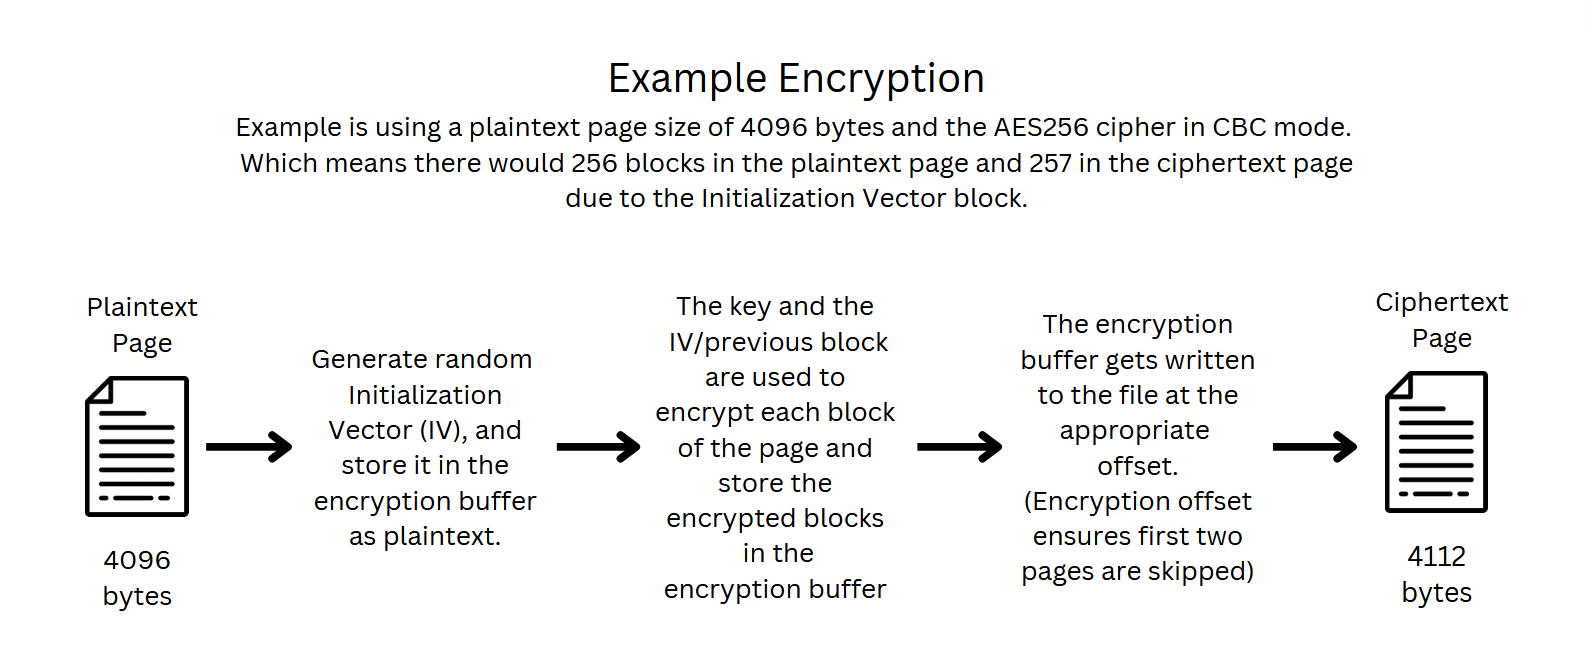 Example Encryption
Example is using a plaintext page size of 4096 bytes and the AES256 cipher in CBC mode.
Which means there would 256 blocks in the plaintext page and 257 in the ciphertext page
due to the Initialization Vector block.
Plaintext
Page
4096
bytes
Generate random
Initialization
Vector (IV), and
store it in the
encryption buffer
as plaintext.
The key and the
IV/previous block
are used to
encrypt each block
of the page and
store the
encrypted blocks
in the
encryption buffer
The encryption
buffer gets written
to the file at the
appropriate
offset.
(Encryption offset
ensures first two
pages are skipped)
Ciphertext
Page
4112
bytes